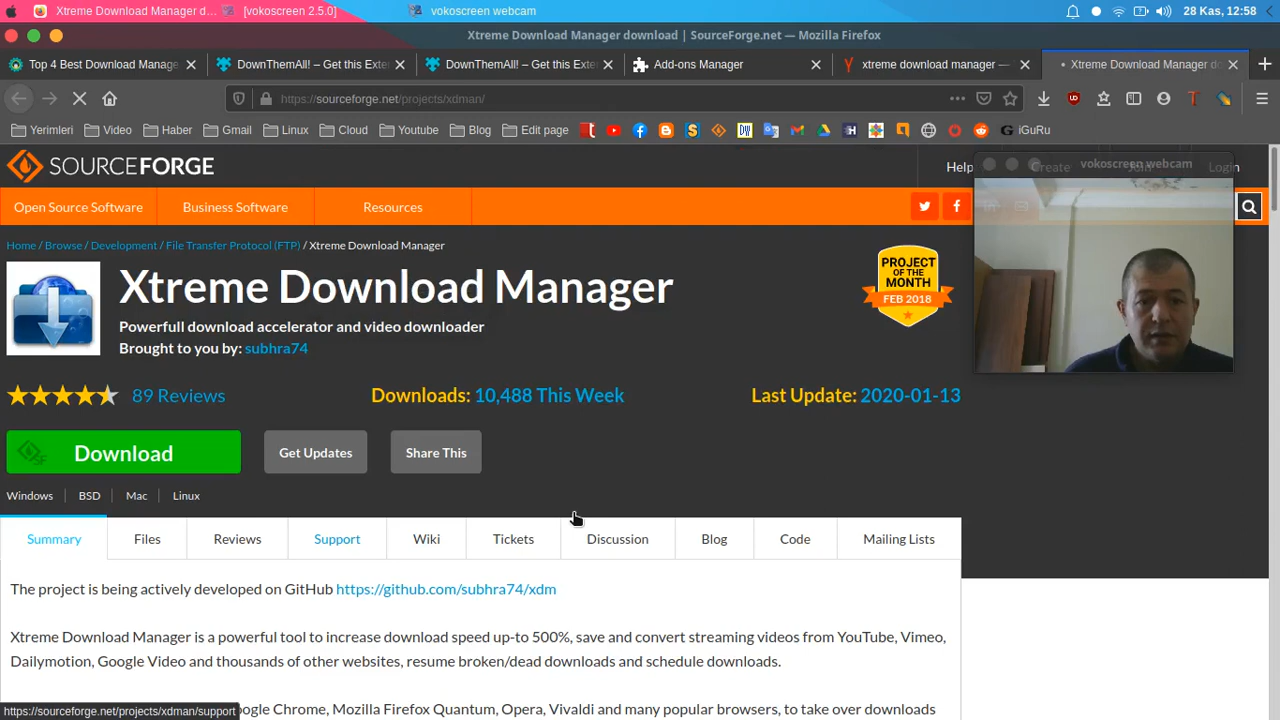 Xtreme Download Manager d…
[vokoscreen 2.5.0]
vokoscreen webcam
28 Kas, 12:58
Xtreme Download Manager download | SourceForge.net — Mozilla Firefox
Top 4 Best Download Manage
DownThemAll! – Get this Exte
DownThemAll! – Get this Exte
Add-ons Manager
xtreme download manager —
Xtreme Download Manager do
https://sourceforge.net/projects/xdman/
Yerimleri
Video
Haber
Gmail
Linux
Cloud
Youtube
Blog
Edit page
iGuRu
SOURCEFORGE
Help
Create
Join
Login
vokoscreen webcam
Open Source Software
Business Software
Resources
Home / Browse / Development / File Transfer Protocol (FTP) / Xtreme Download Manager
Xtreme Download Manager
Powerfull download accelerator and video downloader
Brought to you by: subhra74
PROJECT
OF THE
MONTH
FEB 2018
89 Reviews
Downloads: 10,488 This Week
Last Update: 2020-01-13
Download
Get Updates
Share This
Windows
BSD
Mac
Linux
Summary
Files
Reviews
Support
Wiki
Tickets
Discussion
Blog
Code
Mailing Lists
The project is being actively developed on GitHub https://github.com/subhra74/xdm
Xtreme Download Manager is a powerful tool to increase download speed up-to 500%, save and convert streaming videos from YouTube, Vimeo,
Dailymotion, Google Video and thousands of other websites, resume broken/dead downloads and schedule downloads.
ogle Chrome, Mozilla Firefox Quantum, Opera, Vivaldi and many popular browsers, to take over downloads
https://sourceforge.net/projects/xdman/support